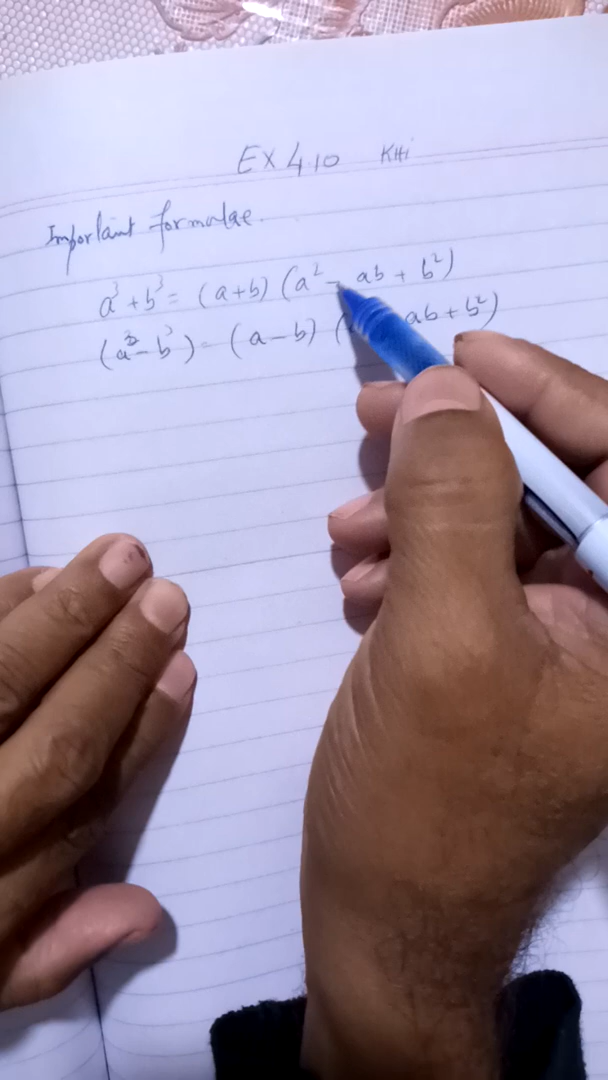 EX 4.10 KHI
Important formulae.
a³ + b³ = (a+b) (a² - ab + b²)
(a³ - b³) = (a - b) ( ab + b²)